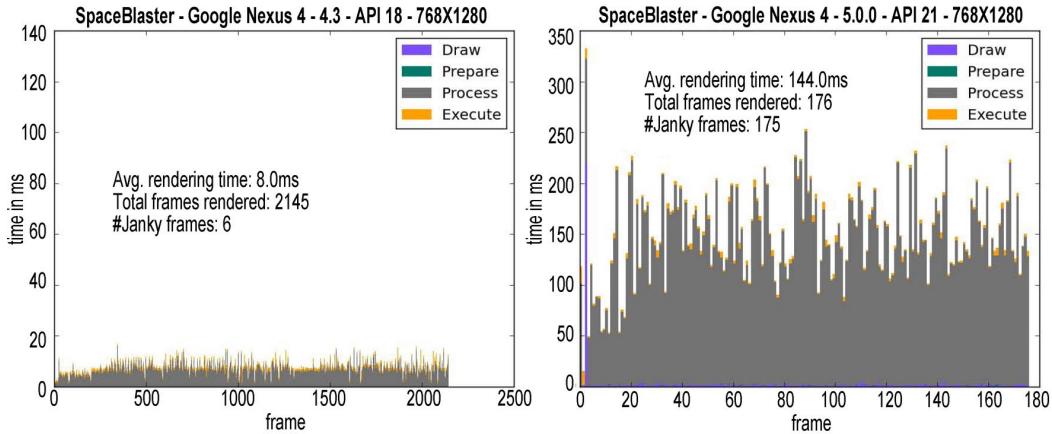 SpaceBlaster - Google Nexus 4 - 4.3 - API 18 - 768X1280
140
120
100
80
60
40
20
0
time in ms
Draw
Prepare
Process
Execute
Avg. rendering time: 8.0ms
Total frames rendered: 2145
#Janky frames: 6
0
500
1000
1500
2000
2500
frame
SpaceBlaster - Google Nexus 4 - 5.0.0 - API 21 - 768X1280
350
300
250
200
150
100
50
0
time in ms
Avg. rendering time: 144.0ms
Total frames rendered: 176
#Janky frames: 175
Draw
Prepare
Process
Execute
0
20
40
60
80
100
120
140
160
180
frame